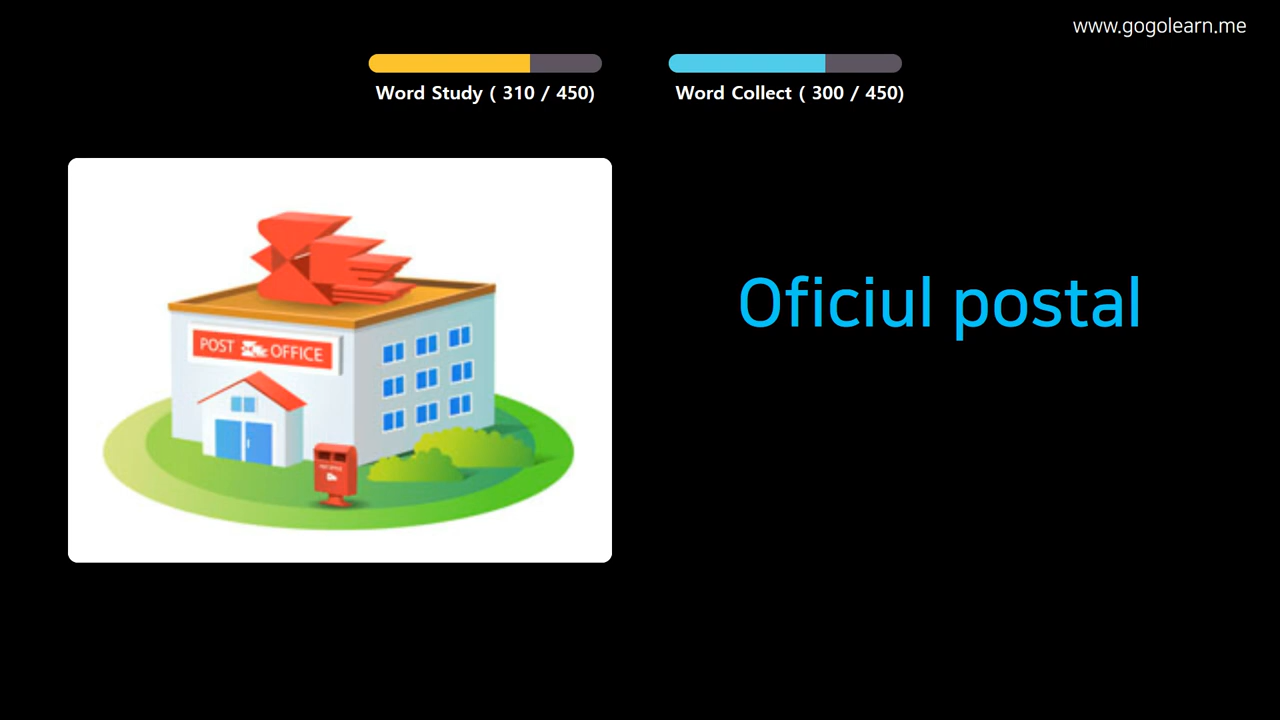 www.gogolearn.me
Word Study ( 310 / 450)
Word Collect ( 300 / 450)
POST OFFICE
Oficiul postal